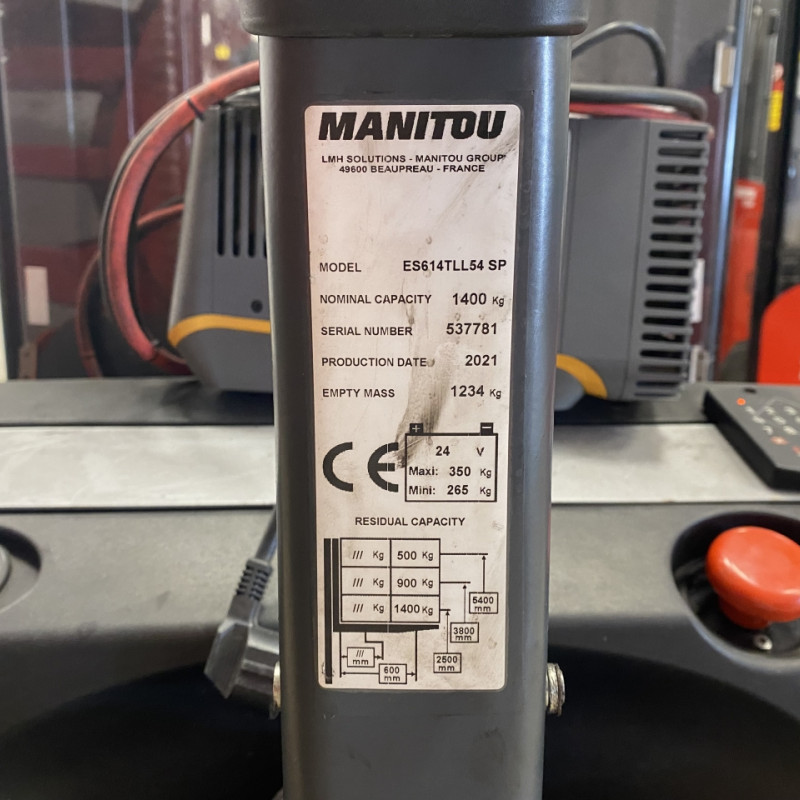 MANITOU
LMH SOLUTIONS - MANITOU GROUP
49600 BEAUPREAU - FRANCE
MODEL ES614TLL54 SP
NOMINAL CAPACITY 1400 Kg
SERIAL NUMBER 537781
PRODUCTION DATE 2021
EMPTY MASS 1234 Kg
CE
+ -
24 V
Maxi: 350 Kg
Mini: 265 Kg
RESIDUAL CAPACITY
/// Kg 500 Kg
/// Kg 900 Kg
/// Kg 1400 Kg
5400 mm
3800 mm
2500 mm
/// mm
600 mm